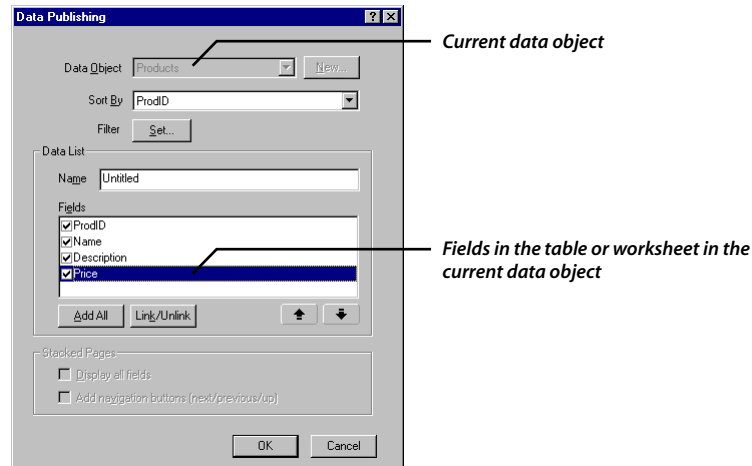 Data Publishing
Current data object
Data Object Products New...
Sort By ProdID
Filter Set...
Data List
Name Untitled
Fields
ProdID
Name
Description
Price
Fields in the table or worksheet in the
current data object
Add All Link/Unlink
Stacked Pages
Display all fields
Add navigation buttons (next/previous/up)
OK Cancel